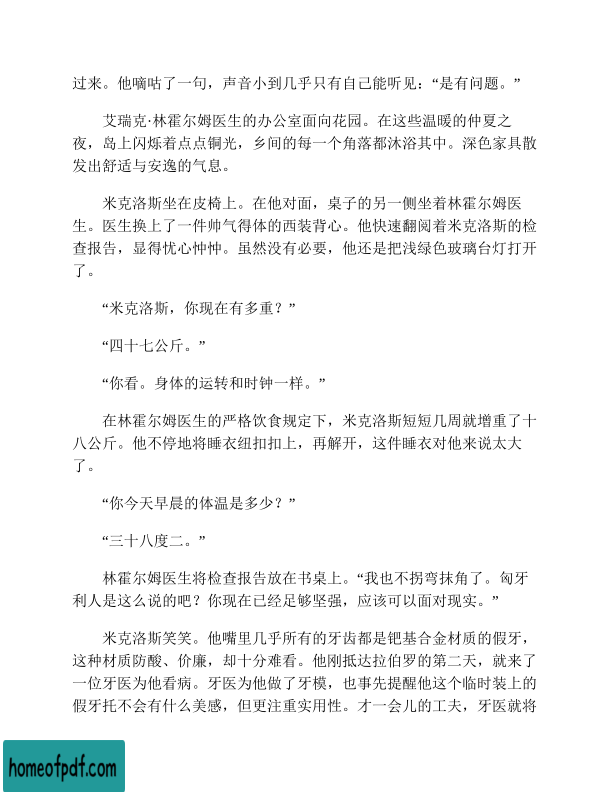 过来。他嘀咕了一句，声音小到几乎只有自己能听见：“是有问题。”
艾瑞克·林霍尔姆医生的办公室面向花园。在这些温暖的仲夏之
夜，岛上闪烁着点点铜光，乡间的每一个角落都沐浴其中。深色家具散
发出舒适与安逸的气息。
米克洛斯坐在皮椅上。在他对面，桌子的另一侧坐着林霍尔姆医
生。医生换上了一件帅气得体的西装背心。他快速翻阅着米克洛斯的检
查报告，显得忧心忡忡。虽然没有必要，他还是把浅绿色玻璃台灯打开
了。
“米克洛斯，你现在有多重？”
“四十七公斤。”
“你看。身体的运转和时钟一样。”
在林霍尔姆医生的严格饮食规定下，米克洛斯短短几周就增重了十
八公斤。他不停地将睡衣纽扣扣上，再解开，这件睡衣对他来说太大
了。
“你今天早晨的体温是多少？”
“三十八度二。”
林霍尔姆医生将检查报告放在书桌上。“我也不拐弯抹角了。匈牙
利人是这么说的吧？你现在已经足够坚强，应该可以面对现实。”
米克洛斯笑笑。他嘴里几乎所有的牙齿都是钯基合金材质的假牙，
这种材质防酸、价廉，却十分难看。他刚抵达拉伯罗的第二天，就来了
一位牙医为他看病。牙医为他做了牙模，也事先提醒他这个临时装上的
假牙托不会有什么美感，但更注重实用性。才一会儿的工夫，牙医就将
homeofpdf.com